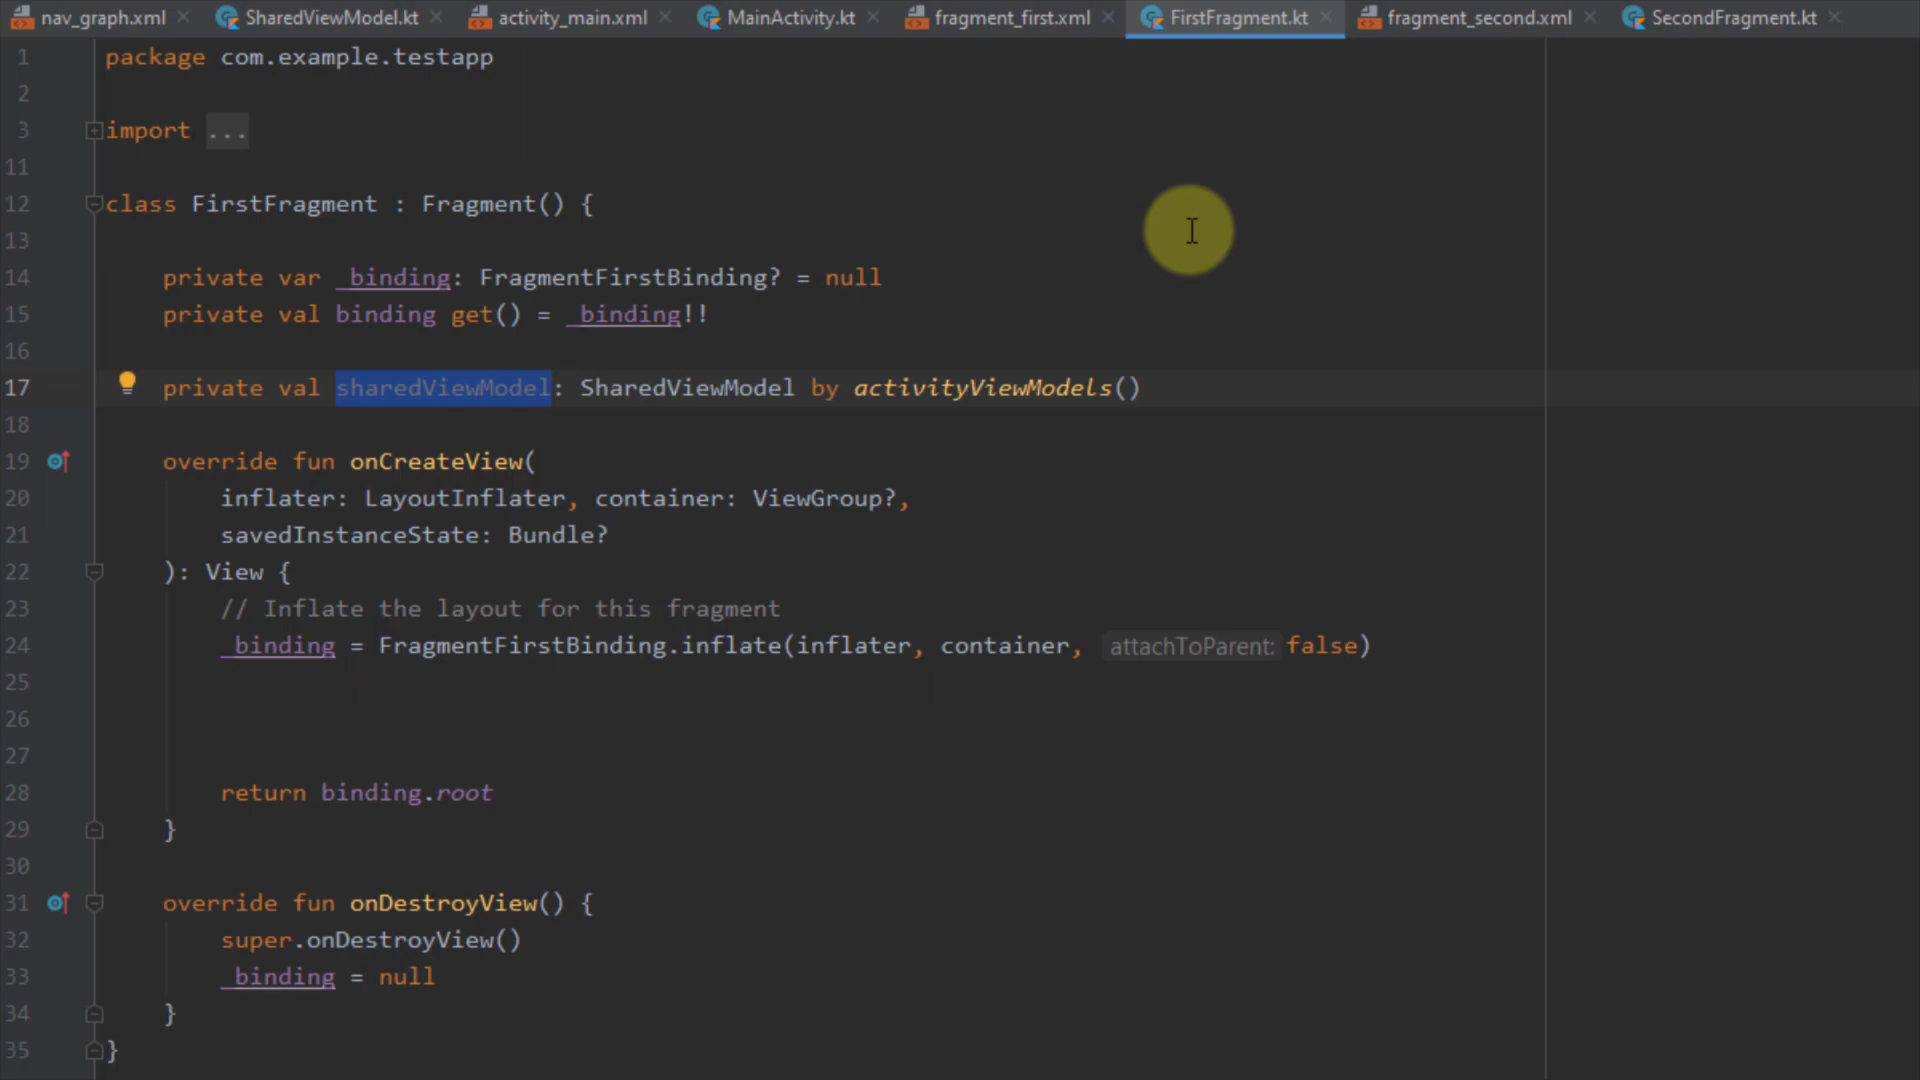 nav_graph.xml SharedViewModel.kt activity_main.xml MainActivity.kt fragment_first.xml FirstFragment.kt fragment_second.xml SecondFragment.kt
1 package com.example.testapp
2
3 import ...
11
12 class FirstFragment : Fragment() {
13
14 private var _binding: FragmentFirstBinding? = null
15 private val binding get() = _binding!!
16
17 private val sharedViewModel: SharedViewModel by activityViewModels()
18
19 override fun onCreateView(
20 inflater: LayoutInflater, container: ViewGroup?,
21 savedInstanceState: Bundle?
22 ): View {
23 // Inflate the layout for this fragment
24 _binding = FragmentFirstBinding.inflate(inflater, container, attachToParent: false)
25
26
27
28 return binding.root
29 }
30
31 override fun onDestroyView() {
32 super.onDestroyView()
33 _binding = null
34 }
35 }